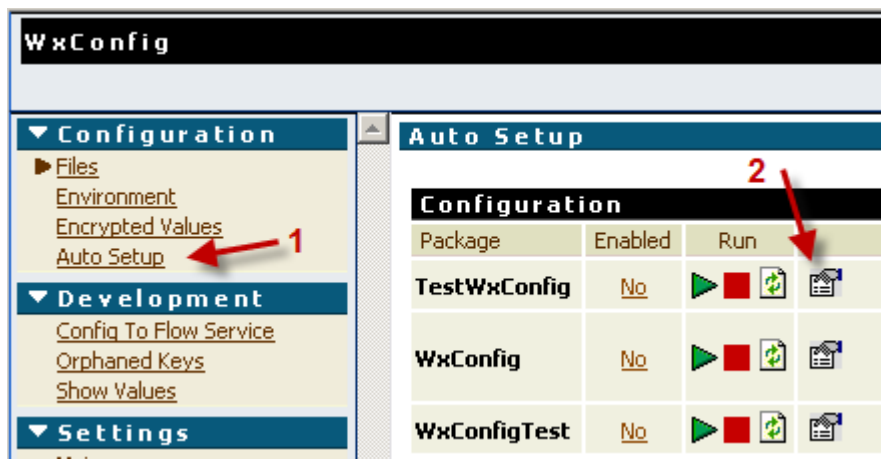 WxConfig
Configuration
Files
Environment
Encrypted Values
Auto Setup
1
Development
Config To Flow Service
Orphaned Keys
Show Values
Settings
Auto Setup
2
Configuration
Package Enabled Run
TestWxConfig No
WxConfig No
WxConfigTest No